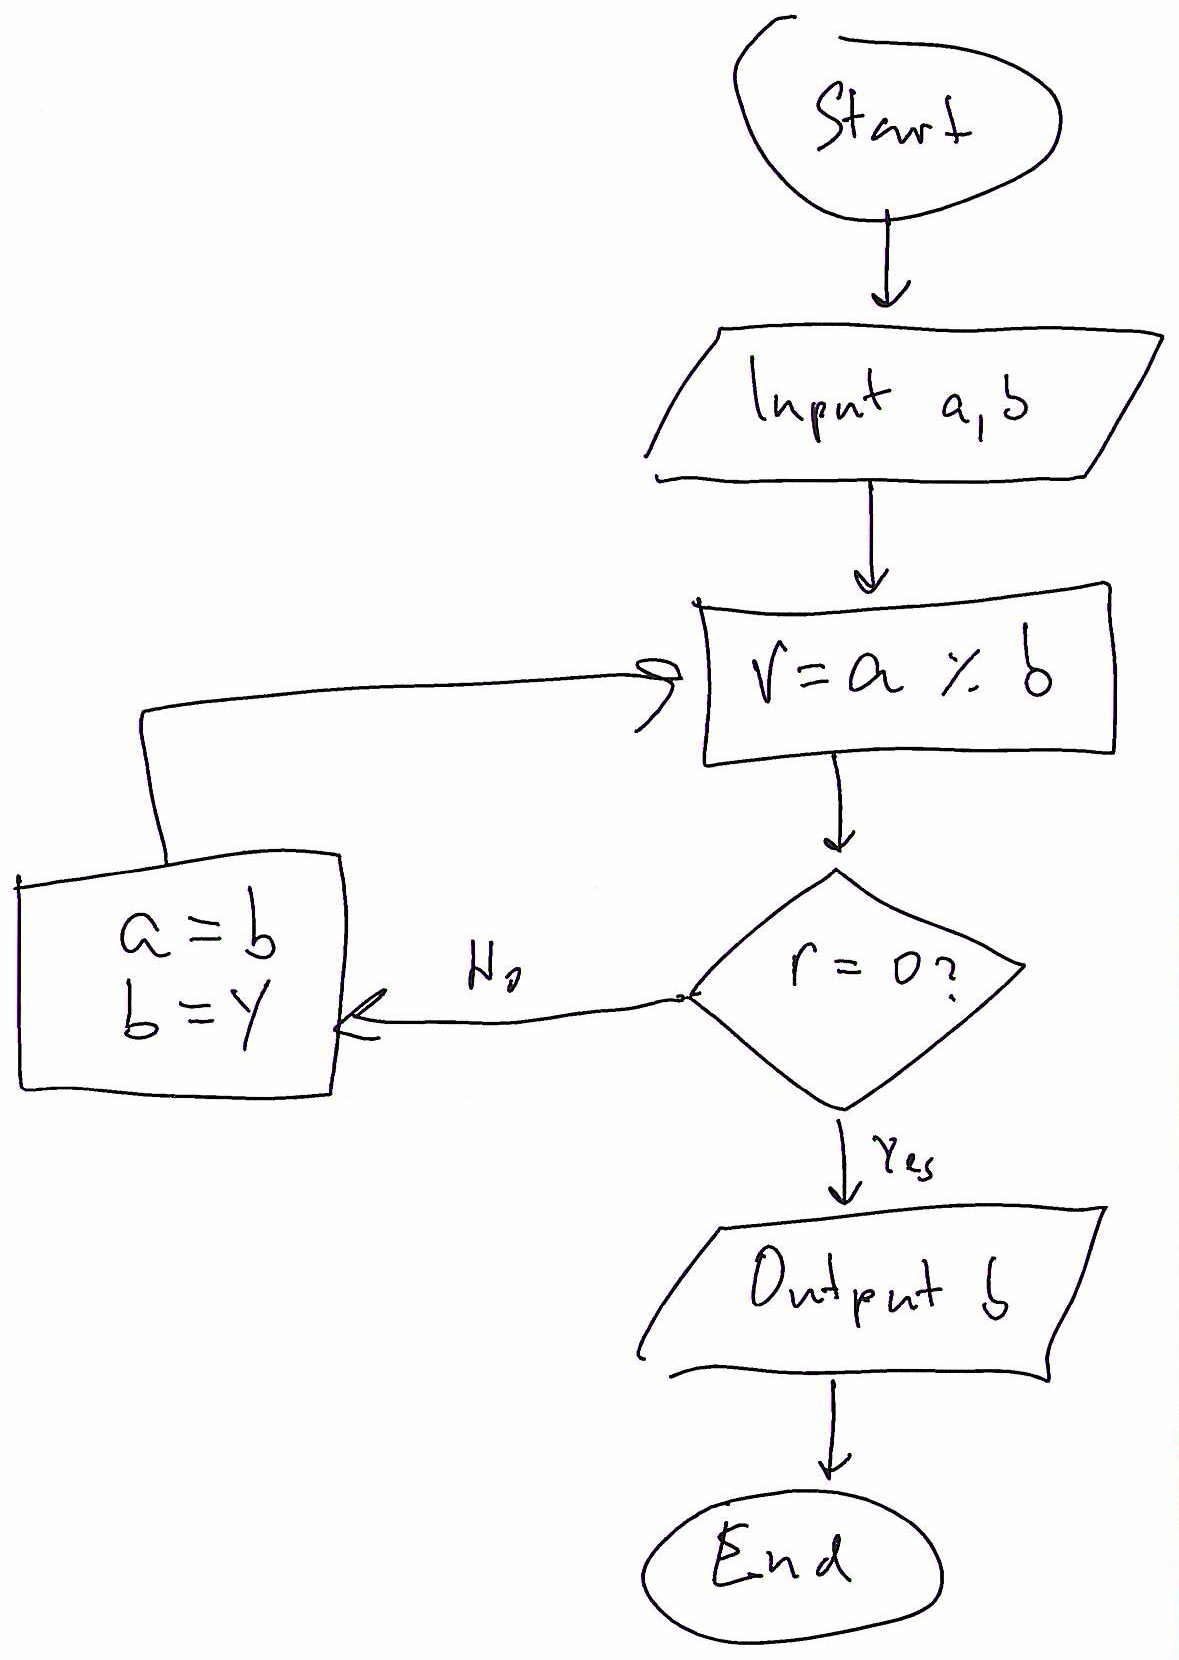 Start
Input a, b
r = a % b
r = 0?
No
a = b
b = r
Yes
Output b
End